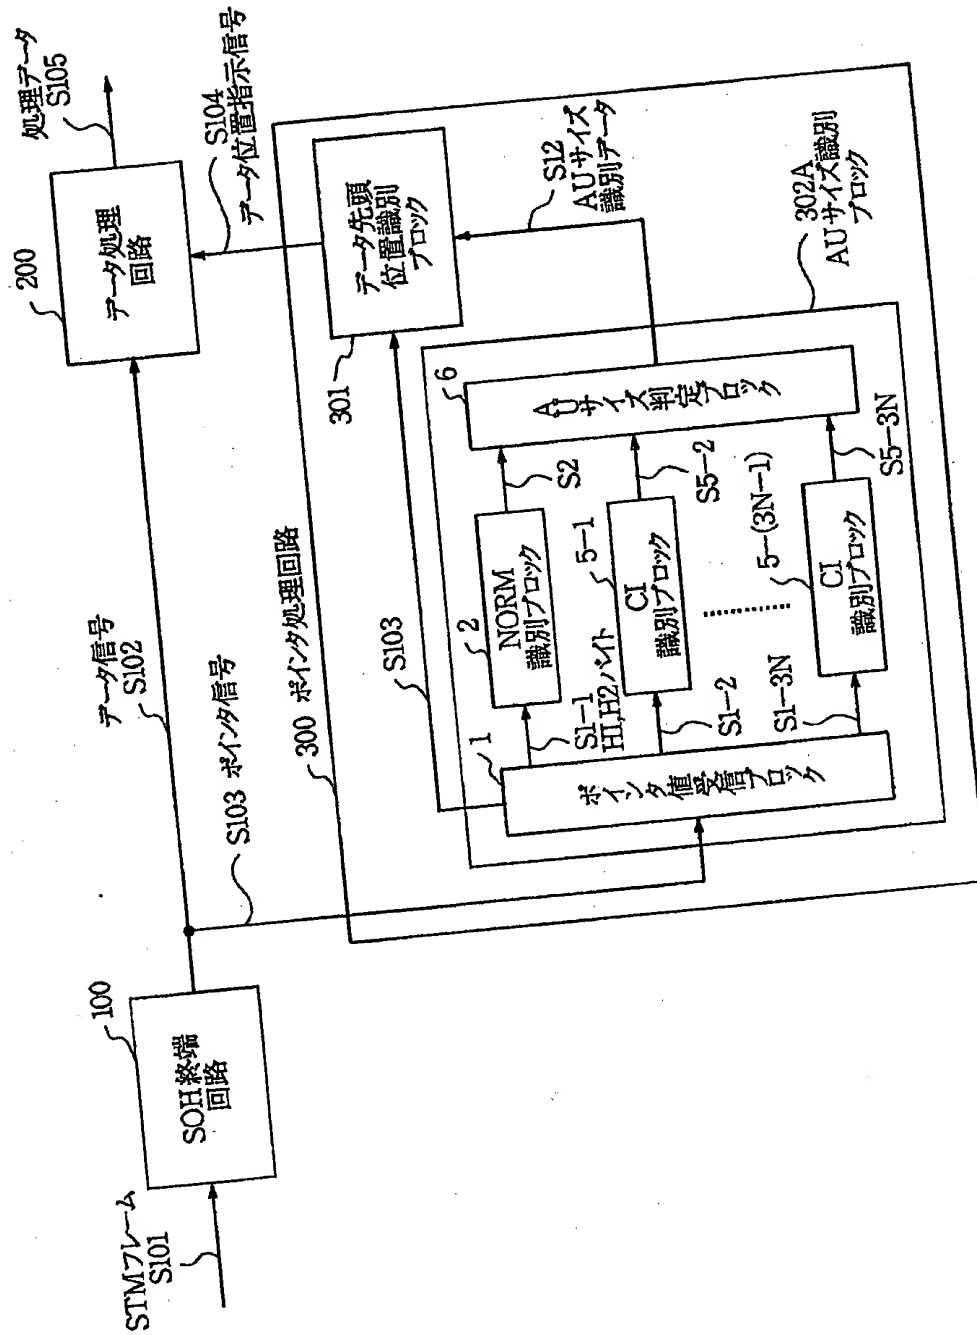 STMフレーム
S101
100
SOH終端
回路
データ信号
S102
S103 ポインタ信号
200
データ処理
回路
処理データ
S105
S104
データ位置指示信号
300 ポインタ処理回路
301
データ先頭
位置識別
ブロック
S103
S12
AUサイズ
識別データ
302A
AUサイズ識別
ブロック
1
ポインタ値受信ブロック
S1-1
H1,H2バイト
S1-2
S1-3N
2
NORM
識別ブロック
5-1
CI
識別ブロック
5-(3N-1)
CI
識別ブロック
S2
S5-2
S5-3N
6
AUサイズ判定ブロック